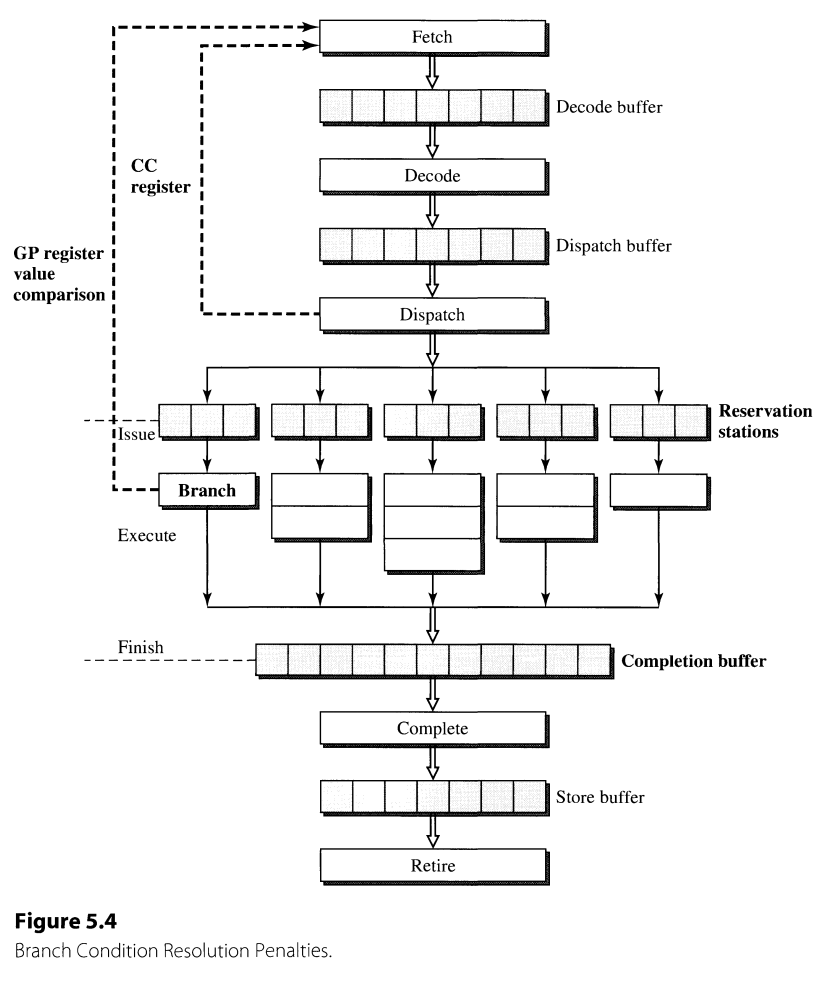 Fetch
Decode buffer
CC
register
Decode
GP register
value
comparison
Dispatch buffer
Dispatch
Reservation
stations
Issue
Branch
Execute
Finish
Completion buffer
Complete
Store buffer
Retire
Figure 5.4
Branch Condition Resolution Penalties.